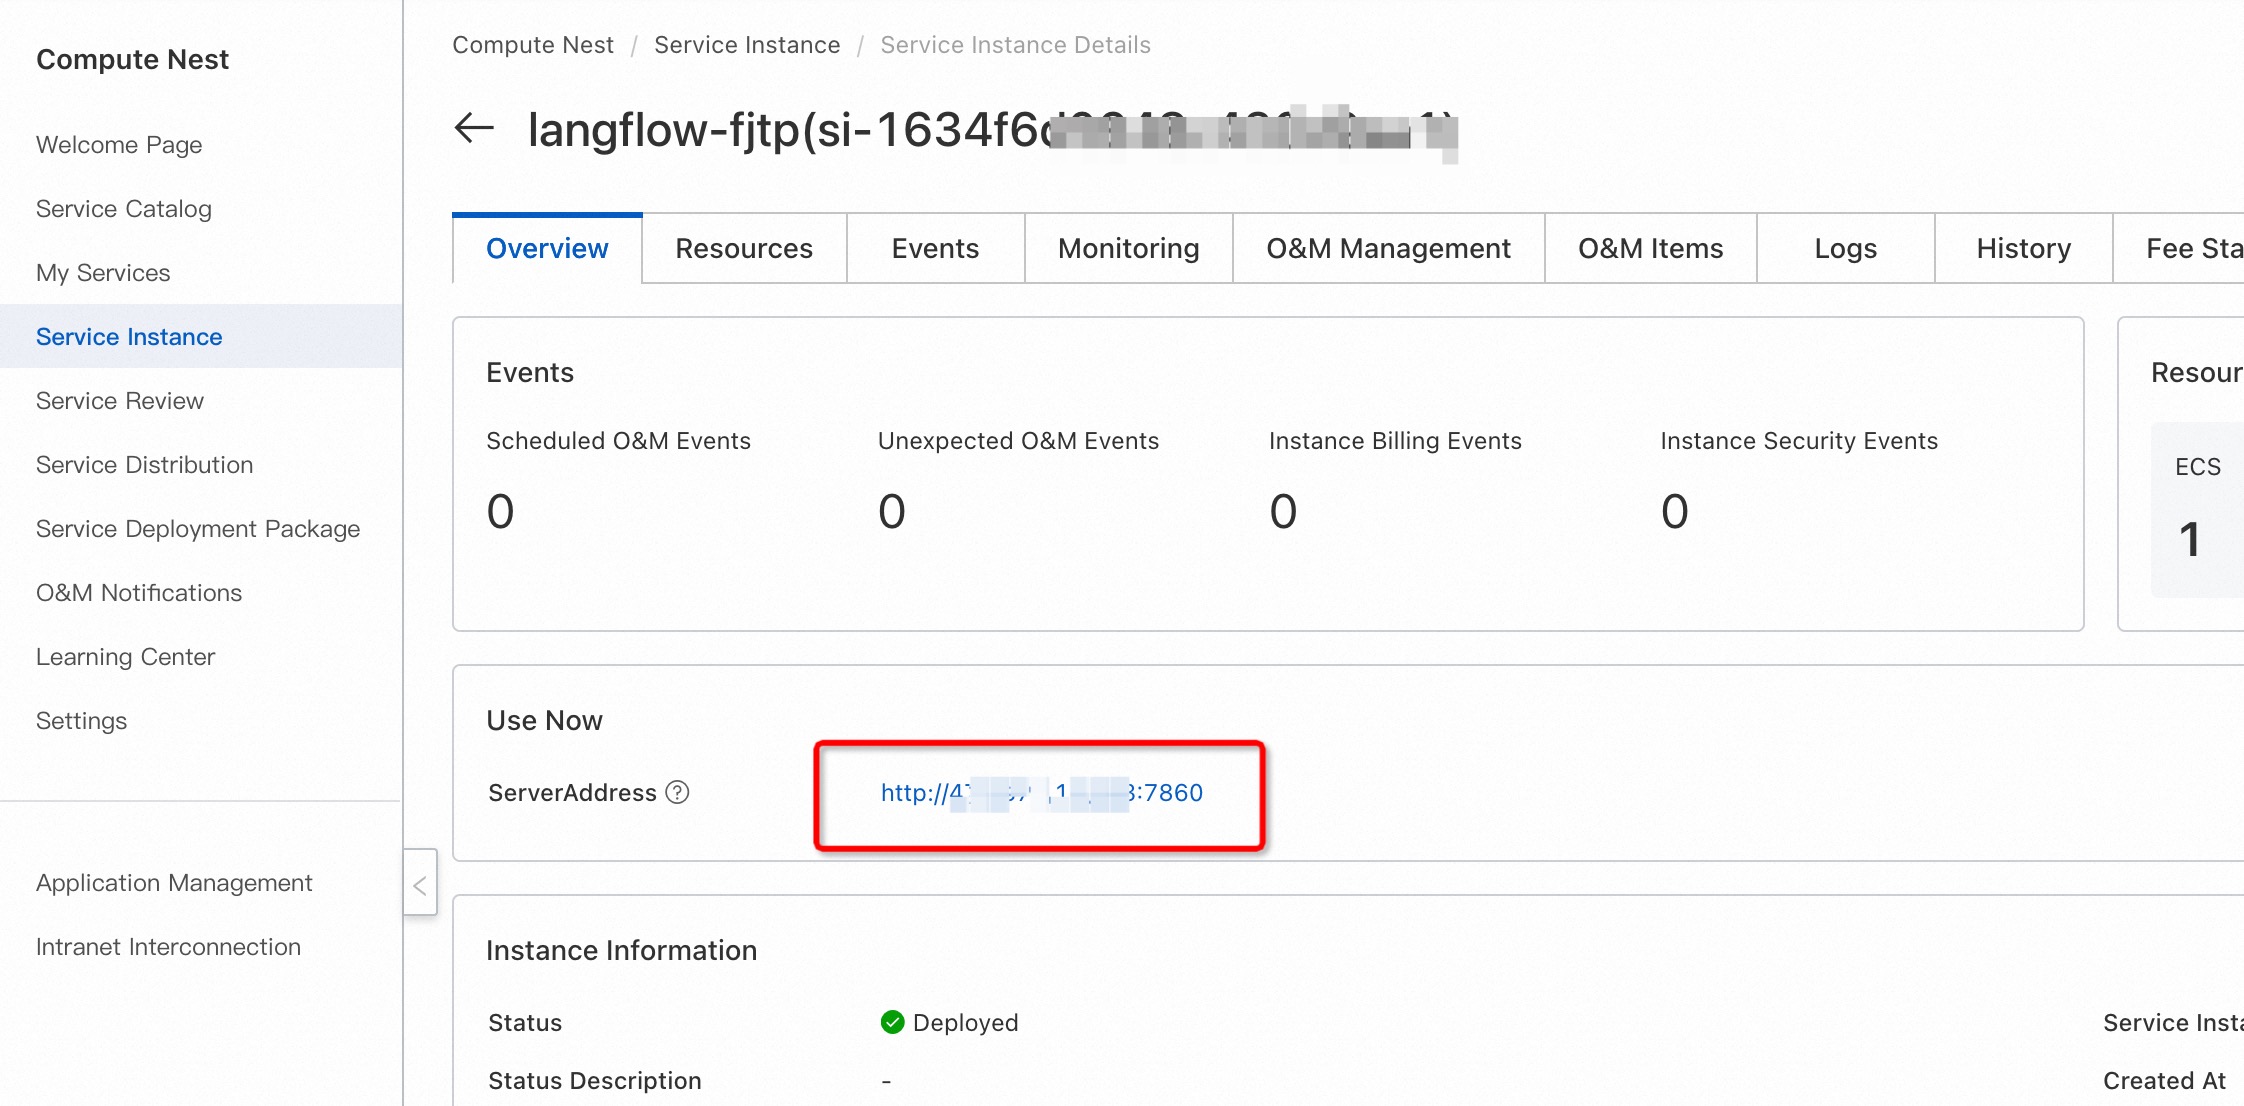 Compute Nest
Welcome Page
Service Catalog
My Services
Service Instance
Service Review
Service Distribution
Service Deployment Package
O&M Notifications
Learning Center
Settings
Application Management
Intranet Interconnection
Compute Nest / Service Instance / Service Instance Details
langflow-fjtp(si-1634f6
Overview Resources Events Monitoring O&M Management O&M Items Logs History Fee Sta
Events
Scheduled O&M Events Unexpected O&M Events Instance Billing Events Instance Security Events
0 0 0 0
Resour
ECS
1
Use Now
ServerAddress ? http://4 :7860
Instance Information
Status Deployed Service Insta
Status Description - Created At